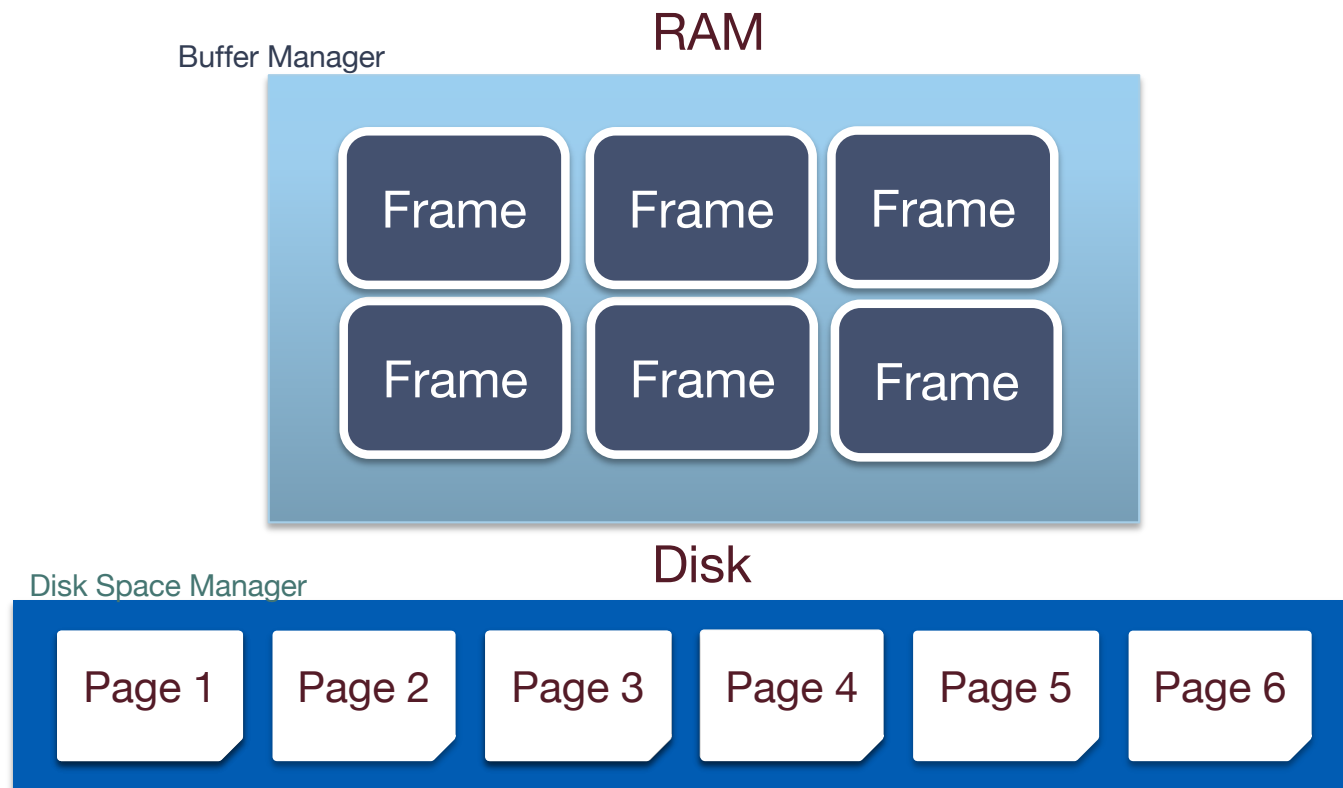 RAM
Buffer Manager
Frame
Frame
Frame
Frame
Frame
Frame
Disk
Disk Space Manager
Page 1
Page 2
Page 3
Page 4
Page 5
Page 6